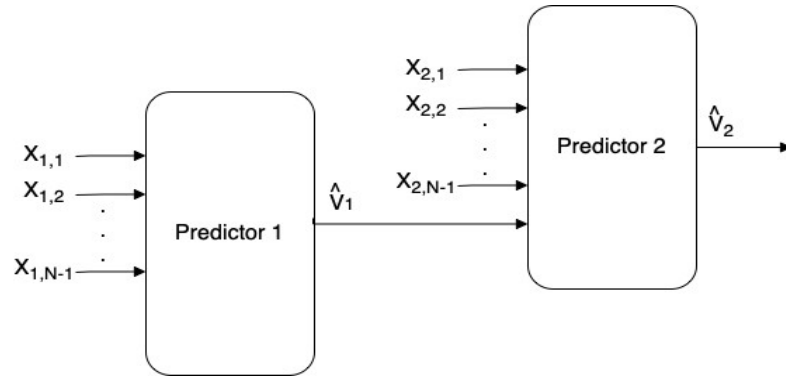 X1,1
X1,2
.
.
.
X1,N-1
Predictor 1
V̂1
X2,1
X2,2
.
.
.
X2,N-1
Predictor 2
V̂2